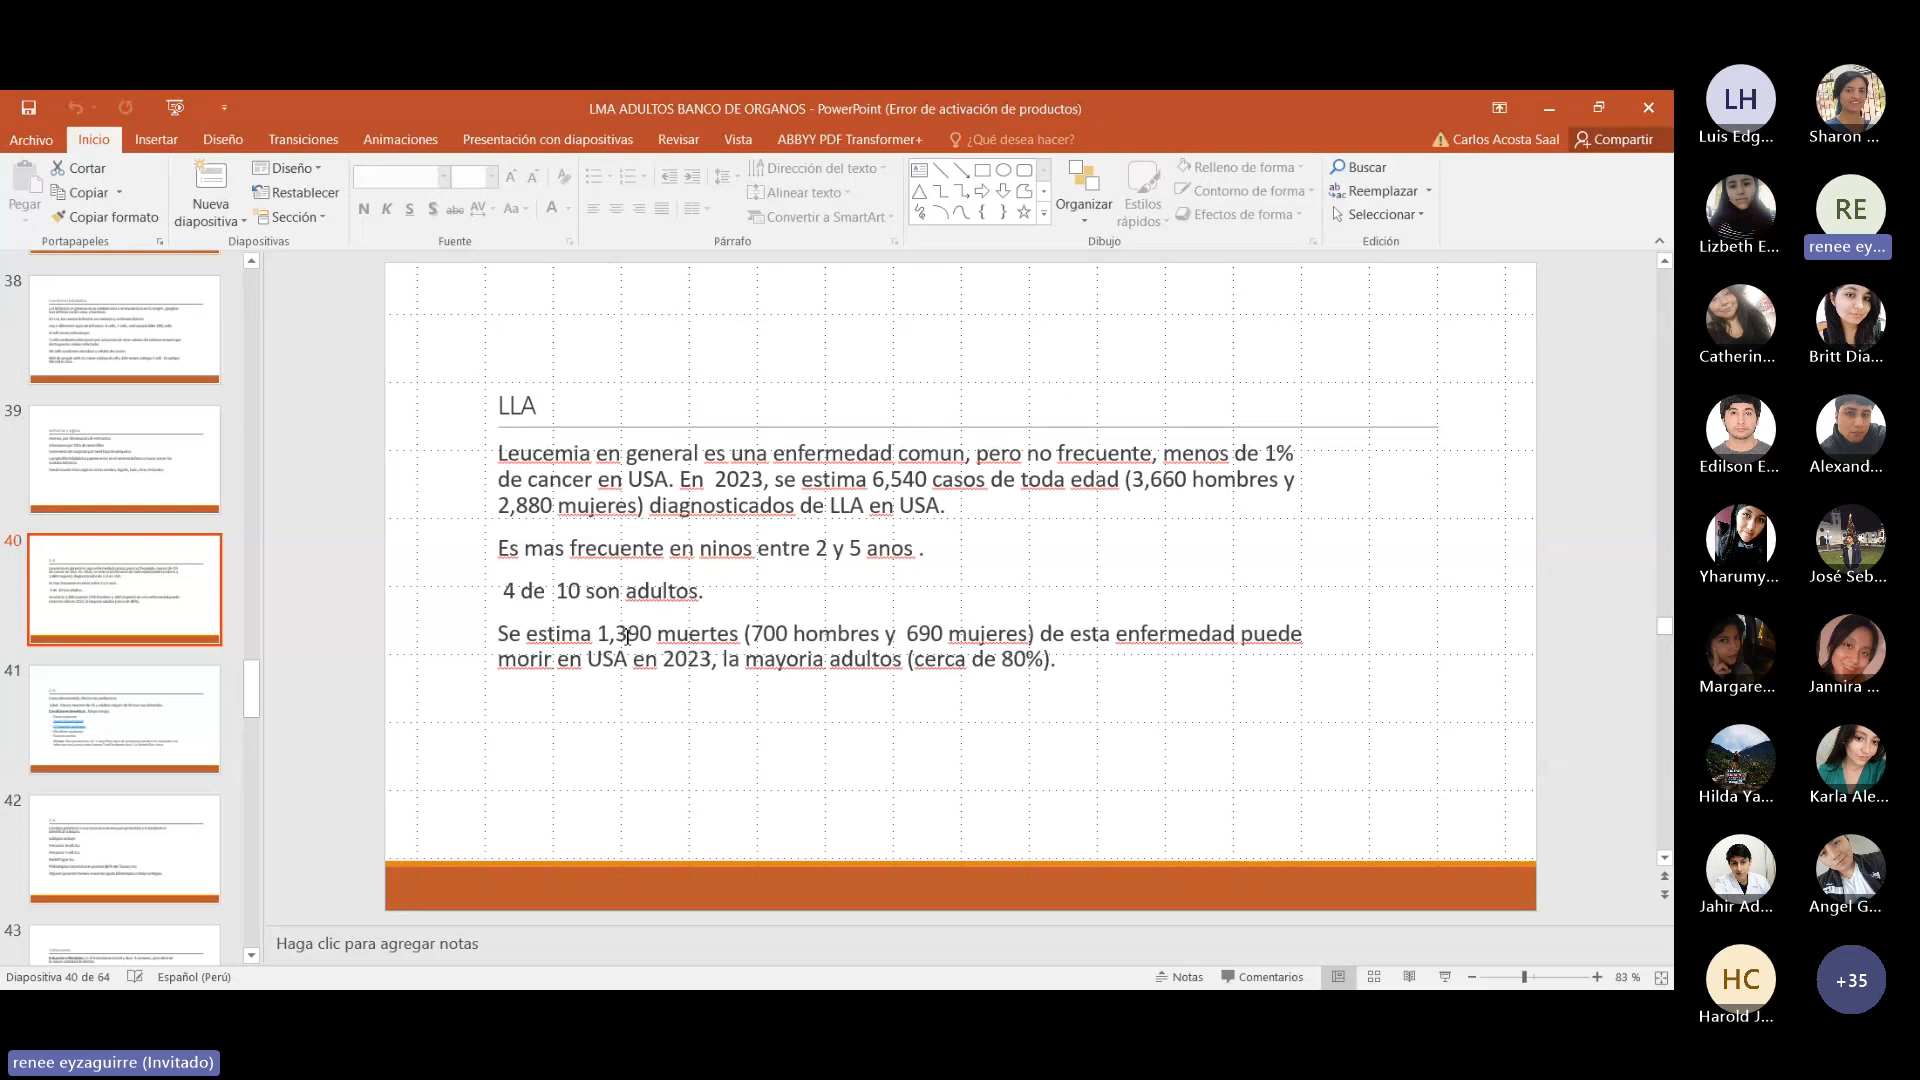 LMA ADULTOS BANCO DE ORGANOS - PowerPoint (Error de activación de productos)
Archivo Inicio Insertar Diseño Transiciones Animaciones Presentación con diapositivas Revisar Vista ABBYY PDF Transformer+ ¿Qué desea hacer? Carlos Acosta Saal Compartir
Pegar
Cortar
Copiar
Copiar formato
Portapapeles
Nueva diapositiva
Diseño
Restablecer
Sección
Diapositivas
N K S S abc AV Aa A
Fuente
Dirección del texto
Alinear texto
Convertir a SmartArt
Párrafo
Organizar
Estilos rápidos
Relleno de forma
Contorno de forma
Efectos de forma
Dibujo
Buscar
Reemplazar
Seleccionar
Edición
38
39
40
41
42
43
LLA
Leucemia en general es una enfermedad comun, pero no frecuente, menos de 1%
de cancer en USA. En 2023, se estima 6,540 casos de toda edad (3,660 hombres y
2,880 mujeres) diagnosticados de LLA en USA.
Es mas frecuente en ninos entre 2 y 5 anos .
4 de 10 son adultos.
Se estima 1,390 muertes (700 hombres y 690 mujeres) de esta enfermedad puede
morir en USA en 2023, la mayoria adultos (cerca de 80%).
Haga clic para agregar notas
Diapositiva 40 de 64 Español (Perú) Notas Comentarios 83 %
LH
Luis Edg...
Sharon ...
Lizbeth E...
RE
renee ey...
Catherin...
Britt Dia...
Edilson E...
Alexand...
Yharumy...
José Seb...
Margare...
Jannira ...
Hilda Ya...
Karla Ale...
Jahir Ad...
Angel G...
HC
Harold J...
+35
renee eyzaguirre (Invitado)